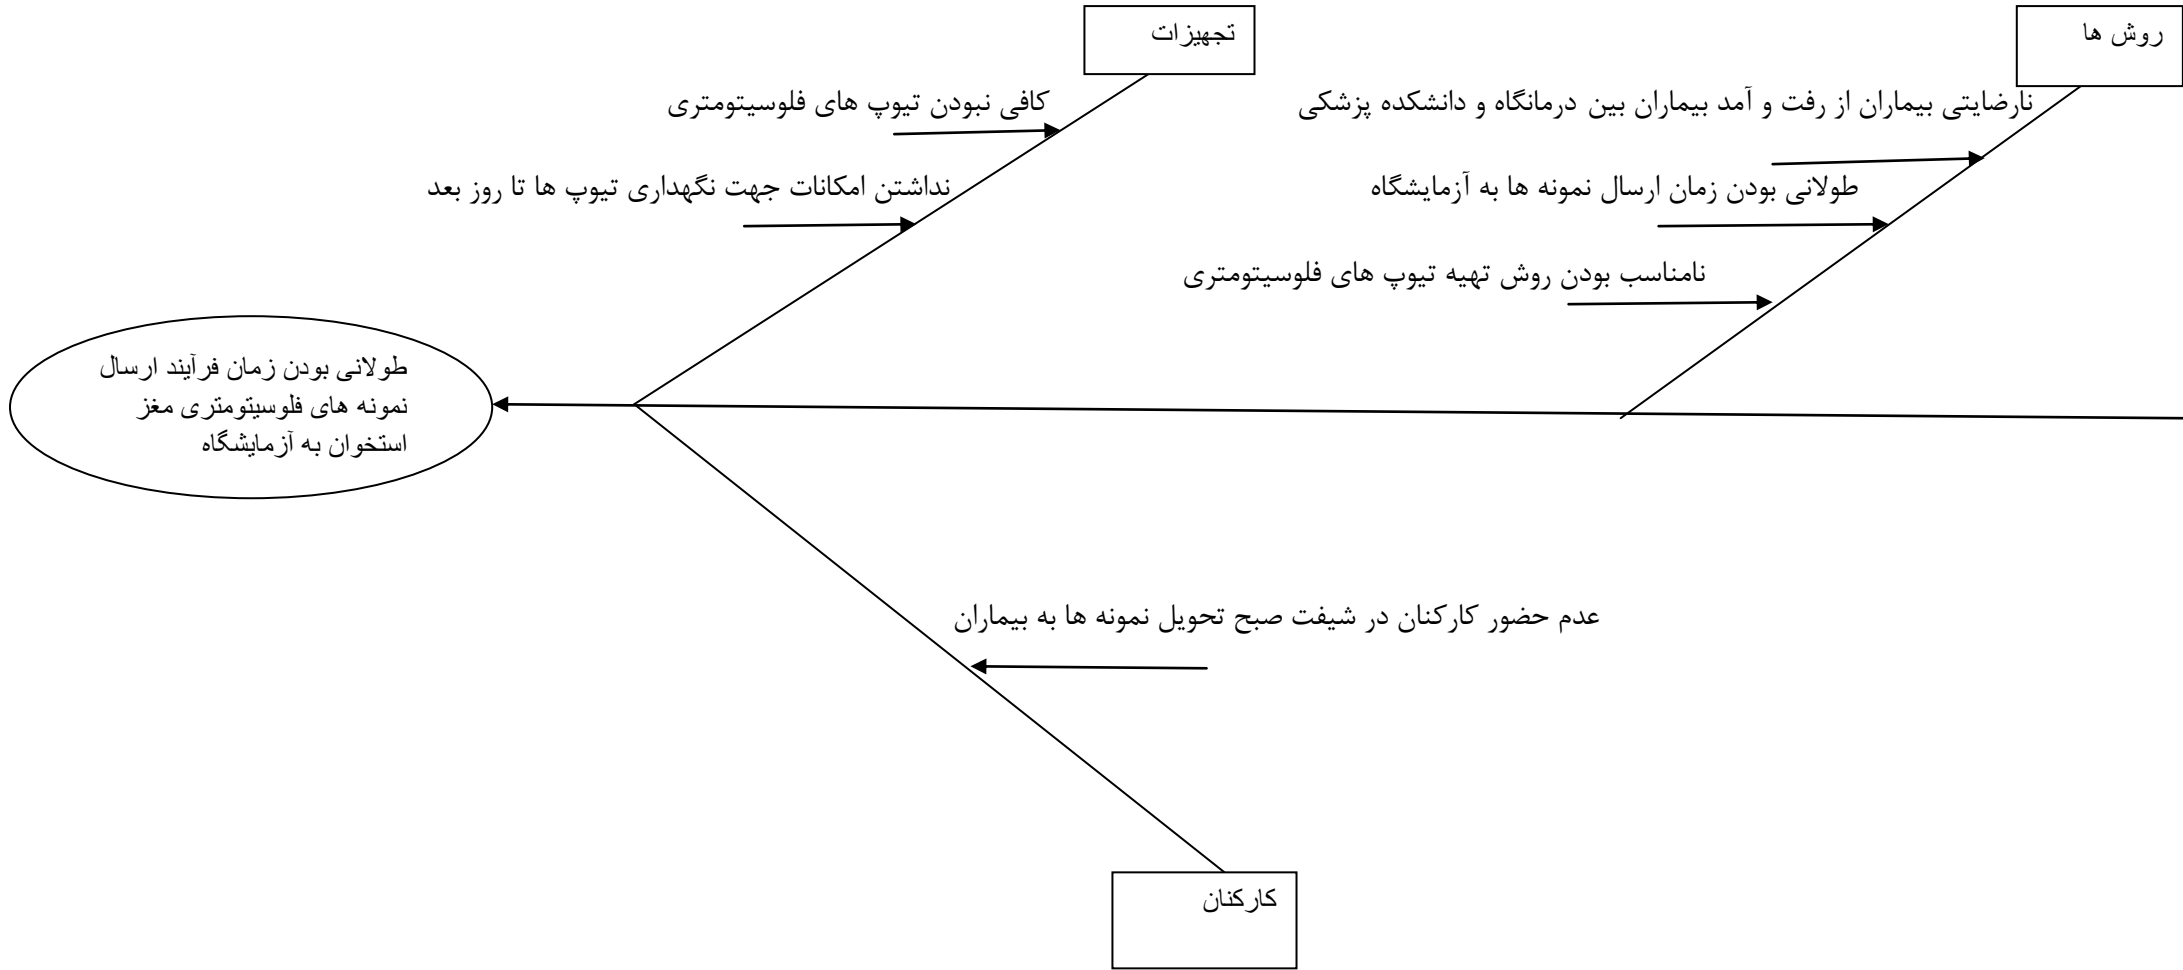 روش ها
تجهیزات
نارضایتی بیماران از رفت و آمد بیماران بین درمانگاه و دانشکده پزشکی
طولانی بودن زمان ارسال نمونه ها به آزمایشگاه
نامناسب بودن روش تهیه تیوپ های فلوسیتومتری
کافی نبودن تیوپ های فلوسیتومتری
نداشتن امکانات جهت نگهداری تیوپ ها تا روز بعد
طولانی بودن زمان فرآیند ارسال
نمونه های فلوسیتومتری مغز
استخوان به آزمایشگاه
عدم حضور کارکنان در شیفت صبح تحویل نمونه ها به بیماران
کارکنان